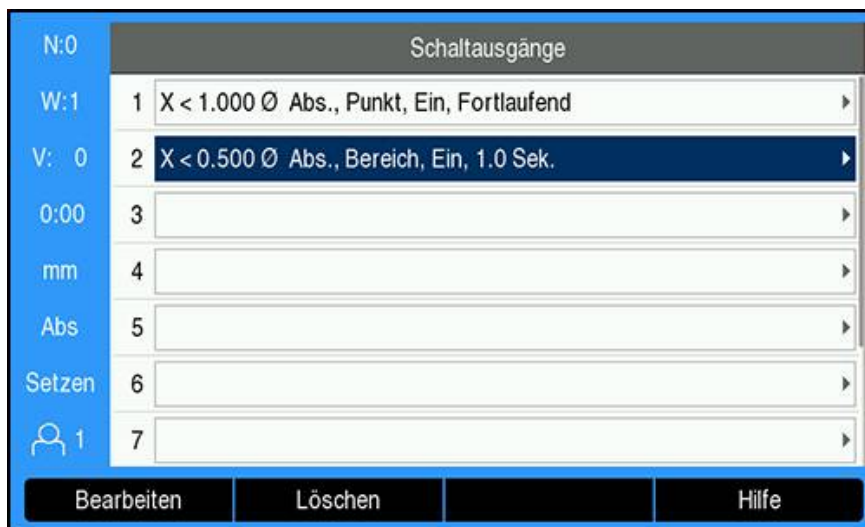 N:0
Schaltausgänge
W:1
1 X < 1.000 Ø Abs., Punkt, Ein, Fortlaufend
V: 0
2 X < 0.500 Ø Abs., Bereich, Ein, 1.0 Sek.
0:00
3
mm
4
Abs
5
Setzen
6
1
7
Bearbeiten Löschen Hilfe